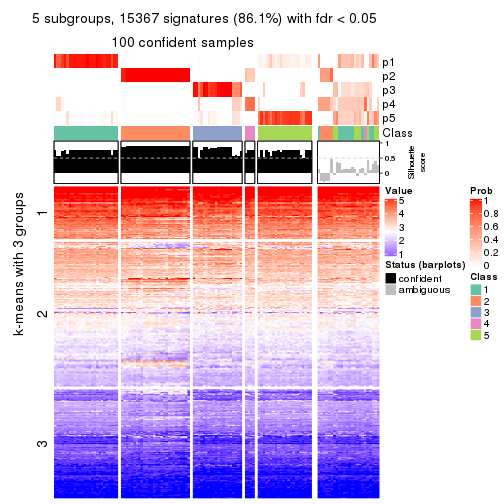 5 subgroups, 15367 signatures (86.1%) with fdr < 0.05
100 confident samples
p1
p2
p3
p4
p5
Class
1
0.5
0
Silhouette
score
k-means with 3 groups
1
2
3
Value
5
4
3
2
1
Status (barplots)
confident
ambiguous
Prob
1
0.8
0.6
0.4
0.2
0
Class
1
2
3
4
5